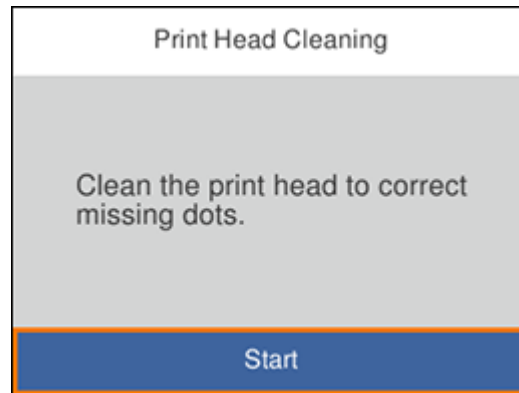 Print Head Cleaning
Clean the print head to correct
missing dots.
Start